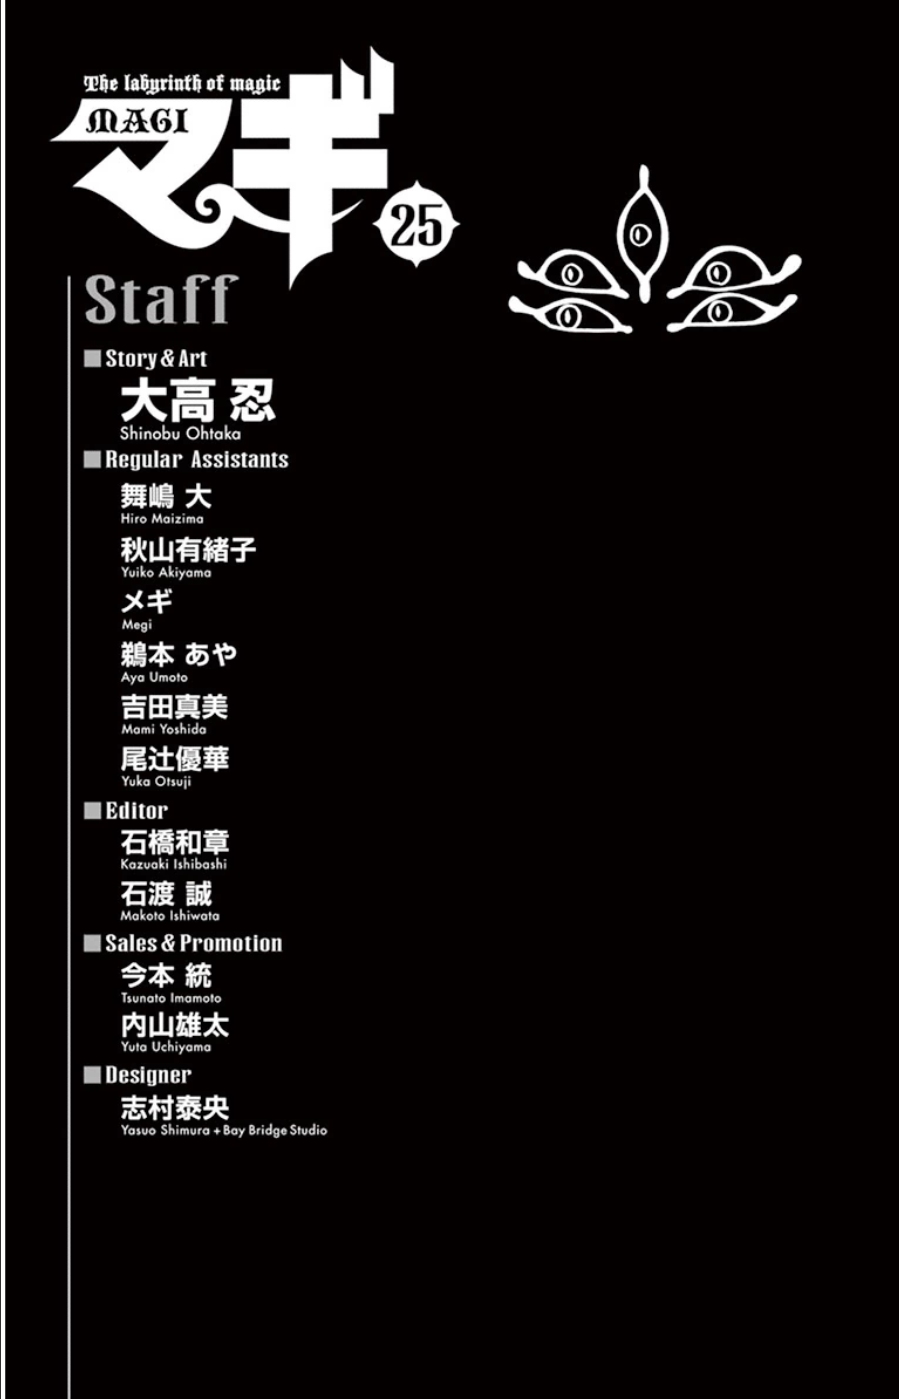 The labyrinth of magic
MAGI
マギ
25
Staff
■Story & Art
大高 忍
Shinobu Ohtaka
■Regular Assistants
舞嶋 大
Hiro Maizima
秋山有緒子
Yuiko Akiyama
メギ
Megi
鵜本 あや
Aya Umoto
吉田真美
Mami Yoshida
尾辻優華
Yuka Otsuji
■Editor
石橋和章
Kazuaki Ishibashi
石渡 誠
Makoto Ishiwata
■Sales & Promotion
今本 統
Tsunato Imamoto
内山雄太
Yuta Uchiyama
■Designer
志村泰央
Yasuo Shimura + Bay Bridge Studio